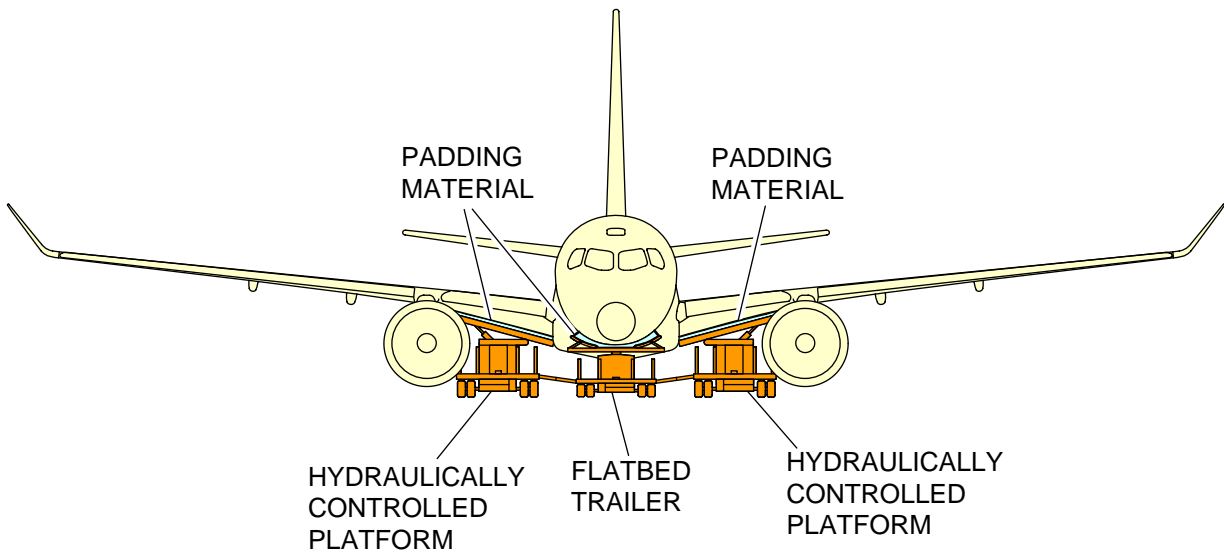 PADDING
MATERIAL
PADDING
MATERIAL
HYDRAULICALLY
CONTROLLED
PLATFORM
FLATBED
TRAILER
HYDRAULICALLY
CONTROLLED
PLATFORM